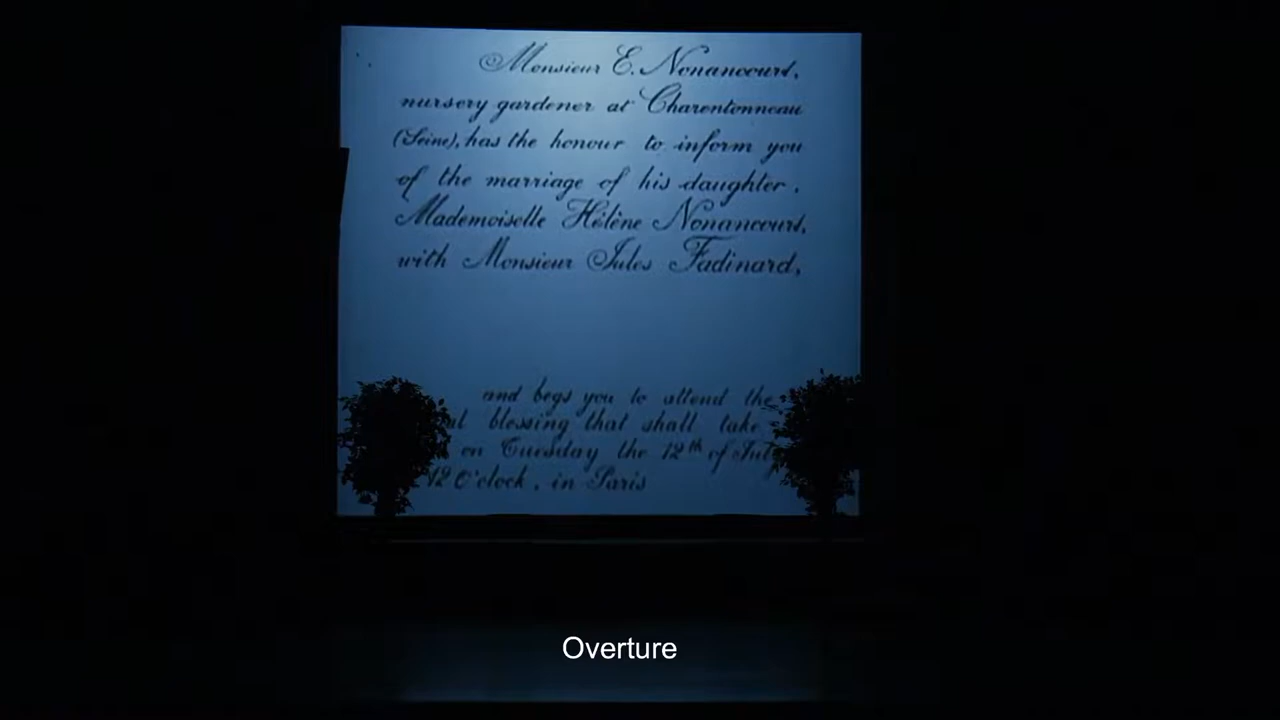 Monsieur E. Nonancourt,
nursery gardener at Charentonneau
(Seine), has the honour to inform you
of the marriage of his daughter,
Mademoiselle Hélène Nonancourt,
with Monsieur Jules Fadinard,
and begs you to attend the
blessing that shall take
on Tuesday the 12th of July
12 O'clock, in Paris
Overture